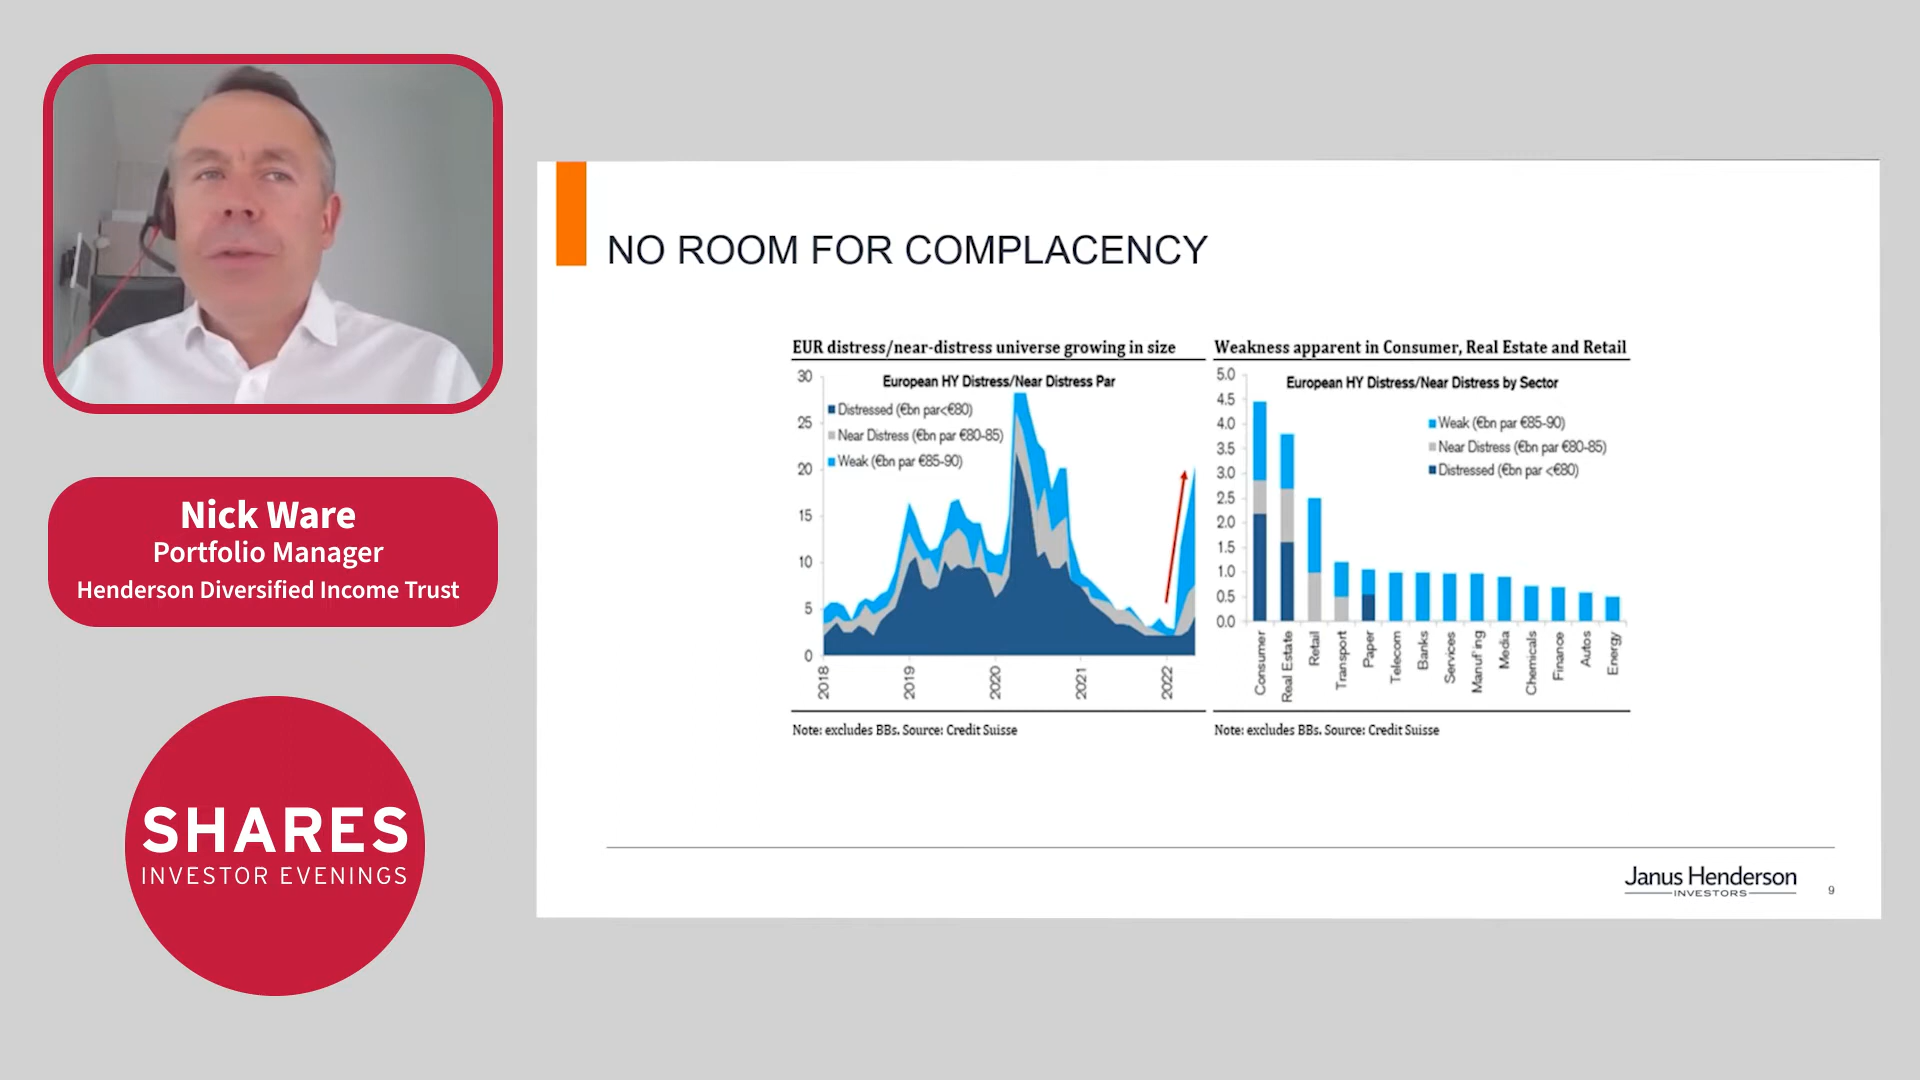 Nick Ware
Portfolio Manager
Henderson Diversified Income Trust
SHARES
INVESTOR EVENINGS
NO ROOM FOR COMPLACENCY
EUR distress/near-distress universe growing in size
European HY Distress/Near Distress Par
Distressed (€bn par<€80)
Near Distress (€bn par €80-85)
Weak (€bn par €85-90)
30
25
20
15
10
5
0
2018
2019
2020
2021
2022
Note: excludes BBs. Source: Credit Suisse
Weakness apparent in Consumer, Real Estate and Retail
European HY Distress/Near Distress by Sector
Weak (€bn par €85-90)
Near Distress (€bn par €80-85)
Distressed (€bn par <€80)
5.0
4.5
4.0
3.5
3.0
2.5
2.0
1.5
1.0
0.5
0.0
Consumer
Real Estate
Retail
Transport
Paper
Telecom
Banks
Services
Manuf'ing
Media
Chemicals
Finance
Autos
Energy
Note: excludes BBs. Source: Credit Suisse
Janus Henderson
INVESTORS
9